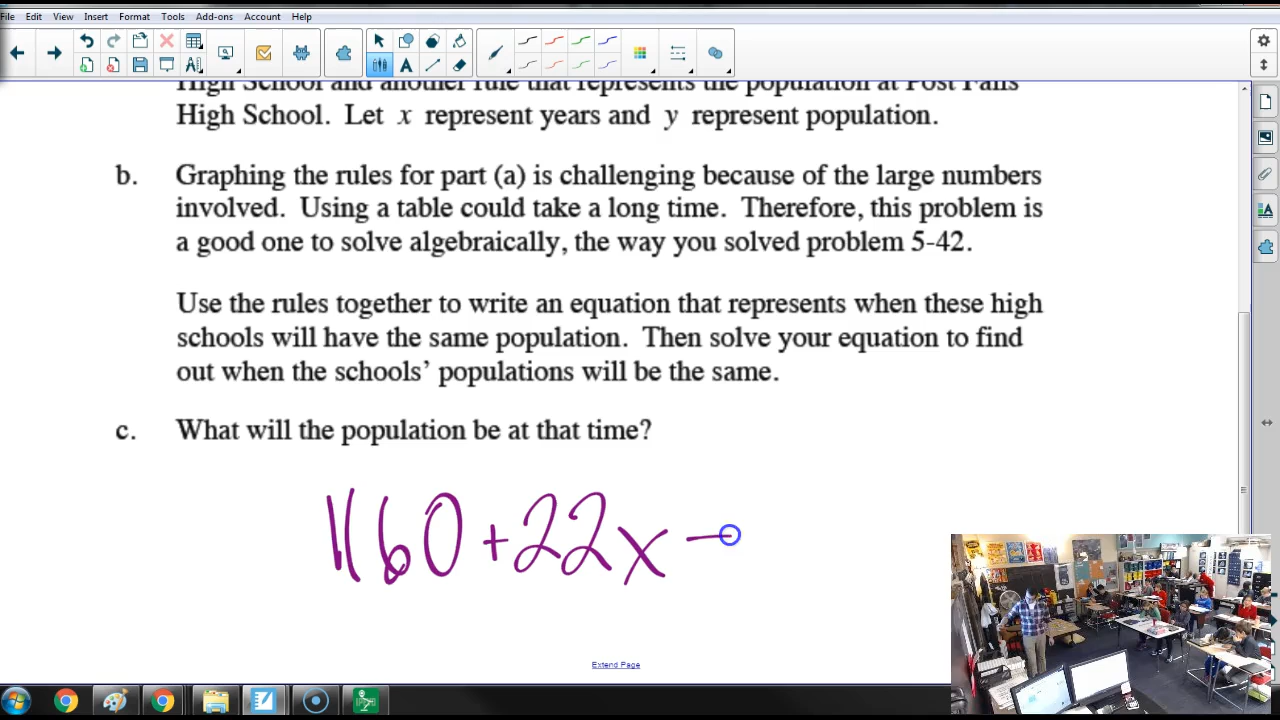 File Edit View Insert Format Tools Add-ons Account Help
High School and another rule that represents the population at Post Falls
High School. Let x represent years and y represent population.
b. Graphing the rules for part (a) is challenging because of the large numbers
involved. Using a table could take a long time. Therefore, this problem is
a good one to solve algebraically, the way you solved problem 5-42.
Use the rules together to write an equation that represents when these high
schools will have the same population. Then solve your equation to find
out when the schools' populations will be the same.
c. What will the population be at that time?
1160 + 22x -
Extend Page